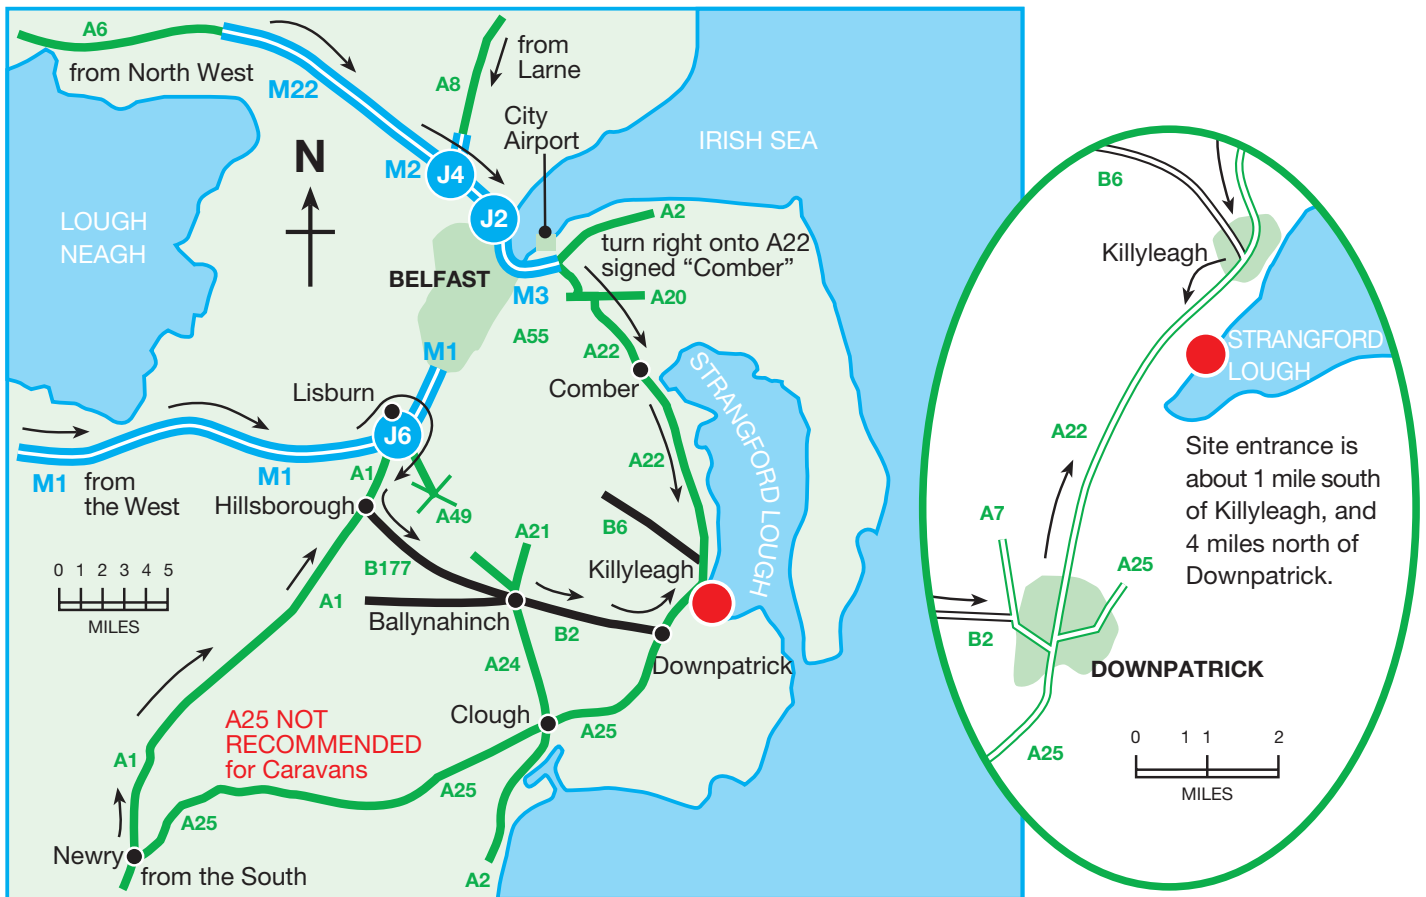 A6
from North West
M22
A8
from
Larne
City
Airport
IRISH SEA
N
M2
J4
J2
LOUGH
NEAGH
A2
turn right onto A22
signed “Comber”
BELFAST
M3
A20
A55
A22
M1
Comber
STRANGFORD LOUGH
Lisburn
J6
M1
from
the West
M1
A1
Hillsborough
A49
A22
B6
A21
Killyleagh
B177
0 1 2 3 4 5
MILES
A1
Ballynahinch
B2
A24
Downpatrick
Clough
A25
A25 NOT
RECOMMENDED
for Caravans
A1
A25
A25
Newry
from the South
A2
B6
Killyleagh
STRANGFORD
LOUGH
A22
Site entrance is
about 1 mile south
of Killyleagh, and
4 miles north of
Downpatrick.
A7
A25
B2
DOWNPATRICK
A25
0 1 1 2
MILES